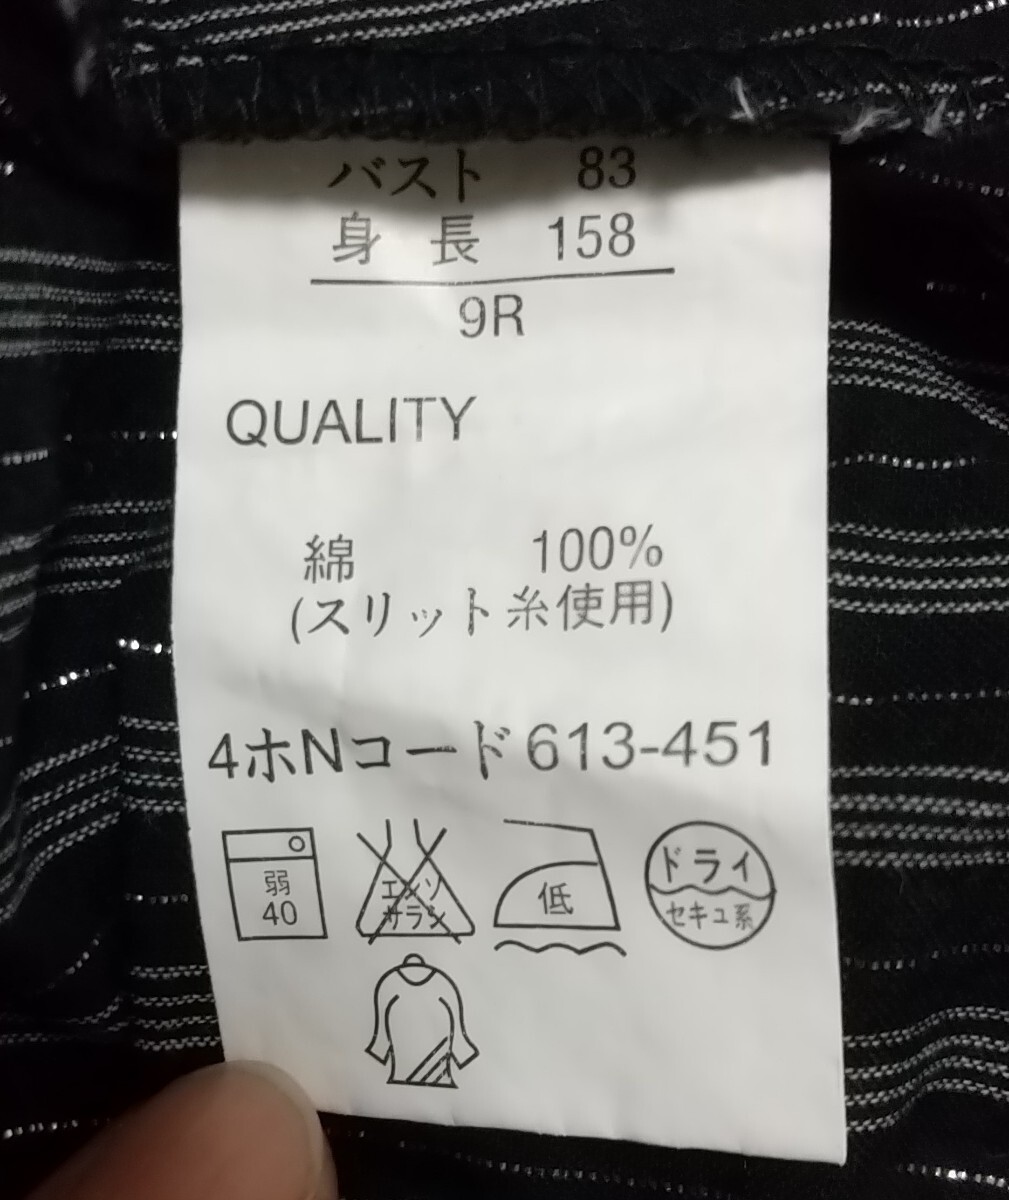 バスト 83
身長 158
9R
QUALITY
綿 100%
(スリット糸使用)
4ホNコード613-451
弱
40
エンソ
サラシ
低
ドライ
セキユ系